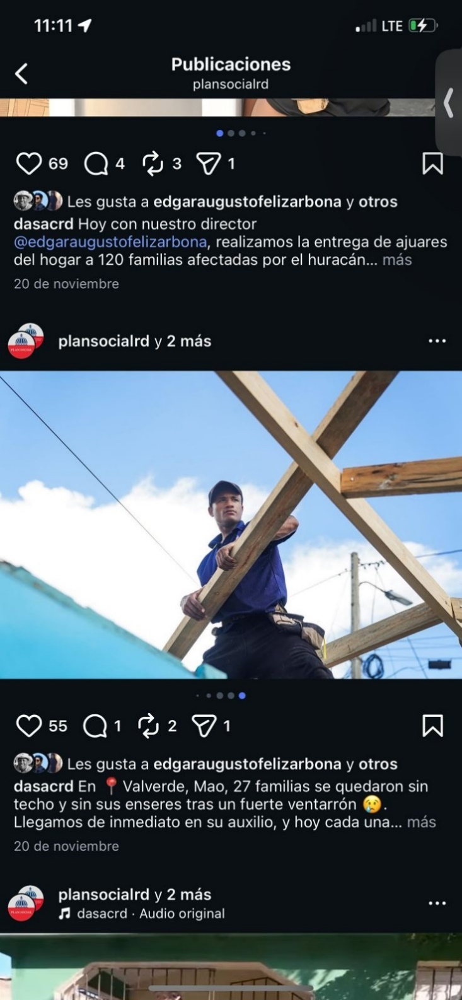 11:11
LTE
Publicaciones
plansocialrd
69 4 3 1
Les gusta a edgaraugustofelizarbona y otros
dasacrd Hoy con nuestro director
@edgaraugustofelizarbona, realizamos la entrega de ajuares
del hogar a 120 familias afectadas por el huracán... más
20 de noviembre
PLAN SOCIAL
plansocialrd y 2 más
55 1 2 1
Les gusta a edgaraugustofelizarbona y otros
dasacrd En 📍 Valverde, Mao, 27 familias se quedaron sin
techo y sin sus enseres tras un fuerte ventarrón 😢.
Llegamos de inmediato en su auxilio, y hoy cada una... más
20 de noviembre
PLAN SOCIAL
plansocialrd y 2 más
dasacrd · Audio original